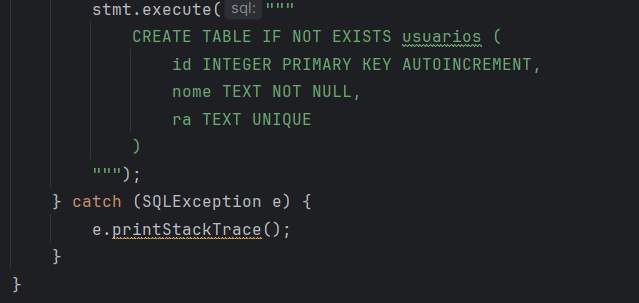 stmt.execute( sql: """
CREATE TABLE IF NOT EXISTS usuarios (
id INTEGER PRIMARY KEY AUTOINCREMENT,
nome TEXT NOT NULL,
ra TEXT UNIQUE
)
""");
} catch (SQLException e) {
e.printStackTrace();
}
}